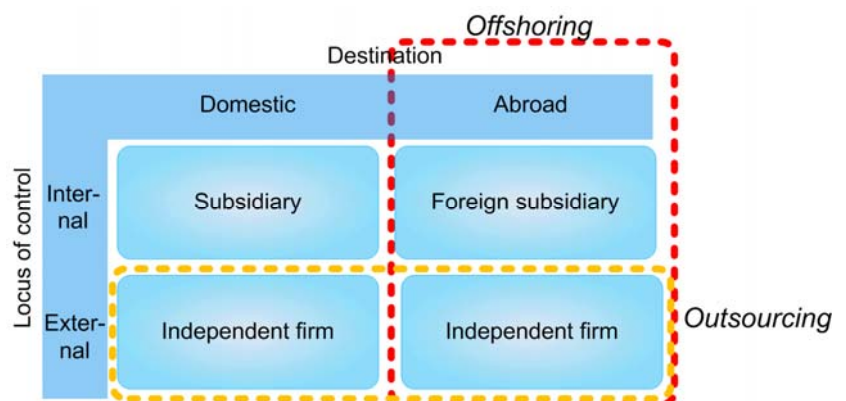 Offshoring
Destination
Domestic
Abroad
Locus of control
Inter-
nal
Subsidiary
Foreign subsidiary
Exter-
nal
Independent firm
Independent firm
Outsourcing